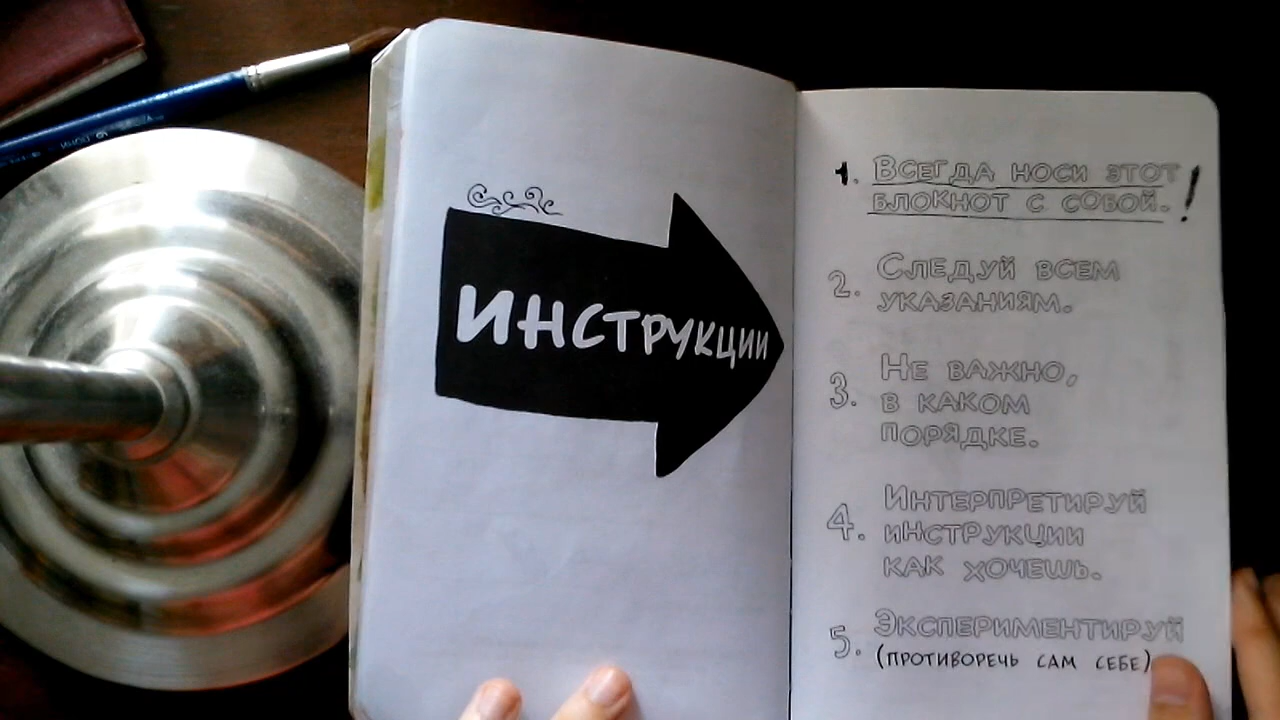 ИНСТРУКЦИИ
1. ВСЕГДА НОСИ ЭТОТ
БЛОКНОТ С СОБОЙ. !
2. СЛЕДУЙ ВСЕМ
УКАЗАНИЯМ.
3. НЕ ВАЖНО,
В КАКОМ
ПОРЯДКЕ.
4. ИНТЕРПРЕТИРУЙ
ИНСТРУКЦИИ
КАК ХОЧЕШЬ.
5. ЭКСПЕРИМЕНТИРУЙ
(ПРОТИВОРЕЧЬ САМ СЕБЕ)